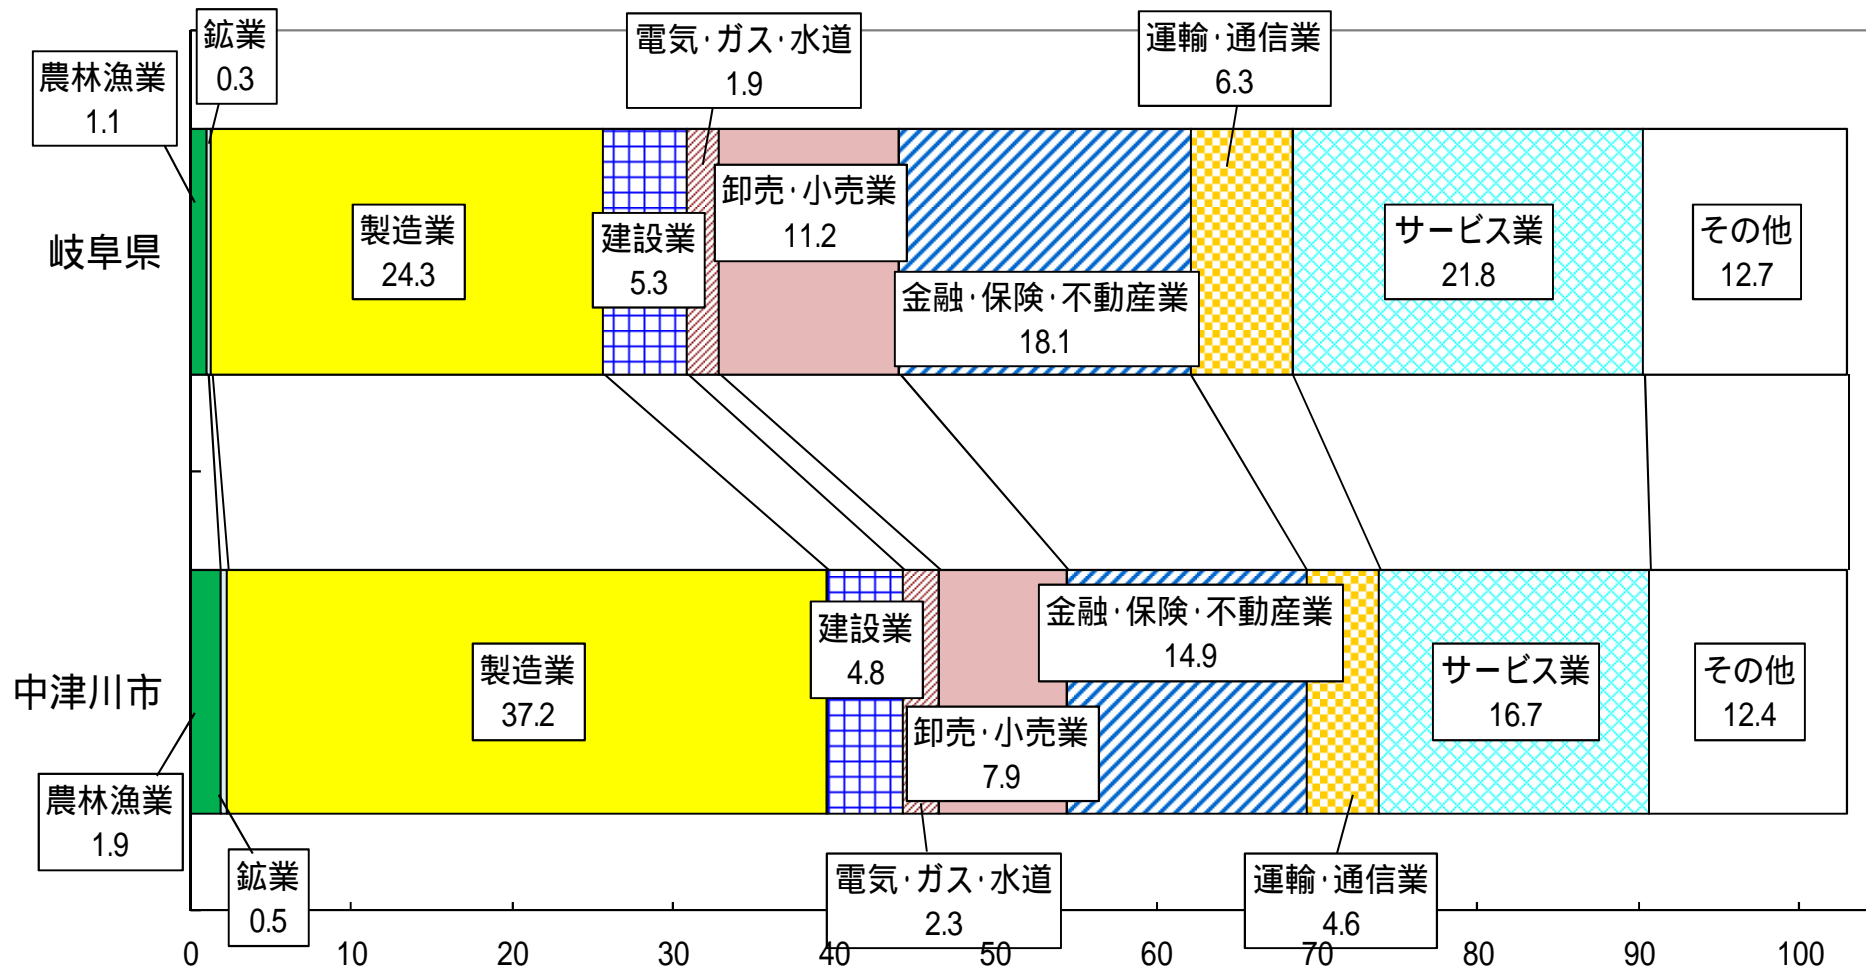 鉱業
0.3
電気･ガス･水道
1.9
運輸･通信業
6.3
農林漁業
1.1
岐阜県
製造業
24.3
建設業
5.3
卸売･小売業
11.2
金融･保険･不動産業
18.1
サービス業
21.8
その他
12.7
中津川市
製造業
37.2
建設業
4.8
卸売･小売業
7.9
金融･保険･不動産業
14.9
サービス業
16.7
その他
12.4
農林漁業
1.9
鉱業
0.5
電気･ガス･水道
2.3
運輸･通信業
4.6
0 10 20 30 40 50 60 70 80 90 100